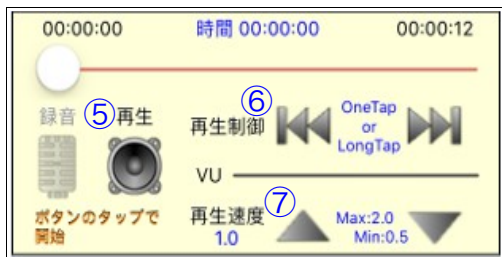 00:00:00 時間 00:00:00 00:00:12
録音 ⑤ 再生
再生制御 ⑥
OneTap
or
LongTap
VU
ボタンのタップで
開始
再生速度 ⑦
1.0
Max:2.0
Min:0.5